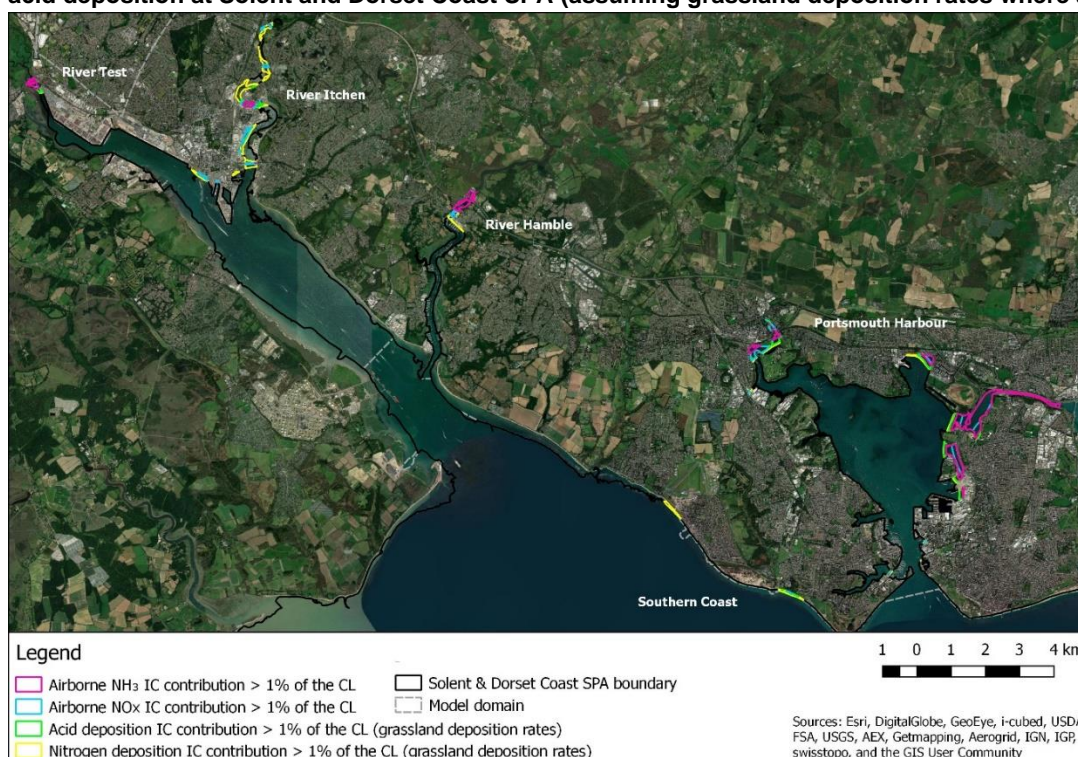 acid deposition at Solent and Dorset Coast SPA (assuming grassland deposition rates where
River Test
River Itchen
River Hamble
Portsmouth Harbour
Southern Coast
Legend
Airborne NH₃ IC contribution > 1% of the CL
Airborne NOx IC contribution > 1% of the CL
Acid deposition IC contribution > 1% of the CL (grassland deposition rates)
Nitrogen deposition IC contribution > 1% of the CL (grassland deposition rates)
Solent & Dorset Coast SPA boundary
Model domain
1 0 1 2 3 4 km
Sources: Esri, DigitalGlobe, GeoEye, i-cubed, USDA
FSA, USGS, AEX, Getmapping, Aerogrid, IGN, IGP,
swisstopo, and the GIS User Community